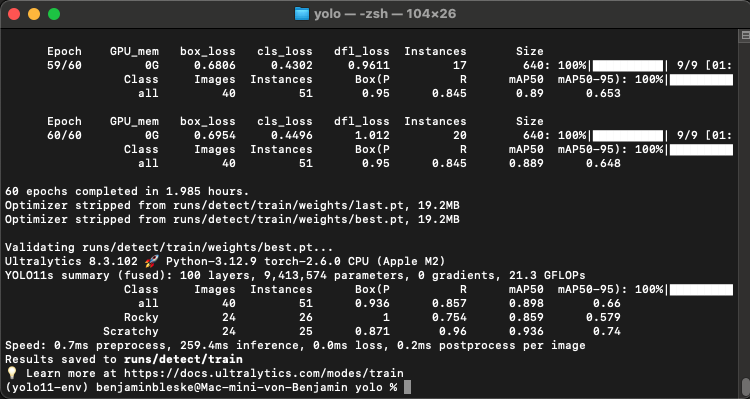 yolo — -zsh — 104×26
Epoch GPU_mem box_loss cls_loss dfl_loss Instances Size
59/60 0G 0.6806 0.4302 0.9611 17 640: 100%|██████████| 9/9 [01:
Class Images Instances Box(P R mAP50 mAP50-95): 100%|██████████
all 40 51 0.95 0.845 0.89 0.653
Epoch GPU_mem box_loss cls_loss dfl_loss Instances Size
60/60 0G 0.6954 0.4496 1.012 20 640: 100%|██████████| 9/9 [01:
Class Images Instances Box(P R mAP50 mAP50-95): 100%|██████████
all 40 51 0.95 0.845 0.889 0.648
60 epochs completed in 1.985 hours.
Optimizer stripped from runs/detect/train/weights/last.pt, 19.2MB
Optimizer stripped from runs/detect/train/weights/best.pt, 19.2MB
Validating runs/detect/train/weights/best.pt...
Ultralytics 8.3.102 🚀 Python-3.12.9 torch-2.6.0 CPU (Apple M2)
YOLO11s summary (fused): 100 layers, 9,413,574 parameters, 0 gradients, 21.3 GFLOPs
Class Images Instances Box(P R mAP50 mAP50-95): 100%|██████████
all 40 51 0.936 0.857 0.898 0.66
Rocky 24 26 1 0.754 0.859 0.579
Scratchy 24 25 0.871 0.96 0.936 0.74
Speed: 0.7ms preprocess, 259.4ms inference, 0.0ms loss, 0.2ms postprocess per image
Results saved to runs/detect/train
💡 Learn more at https://docs.ultralytics.com/modes/train
(yolo11-env) benjaminbleske@Mac-mini-von-Benjamin yolo %